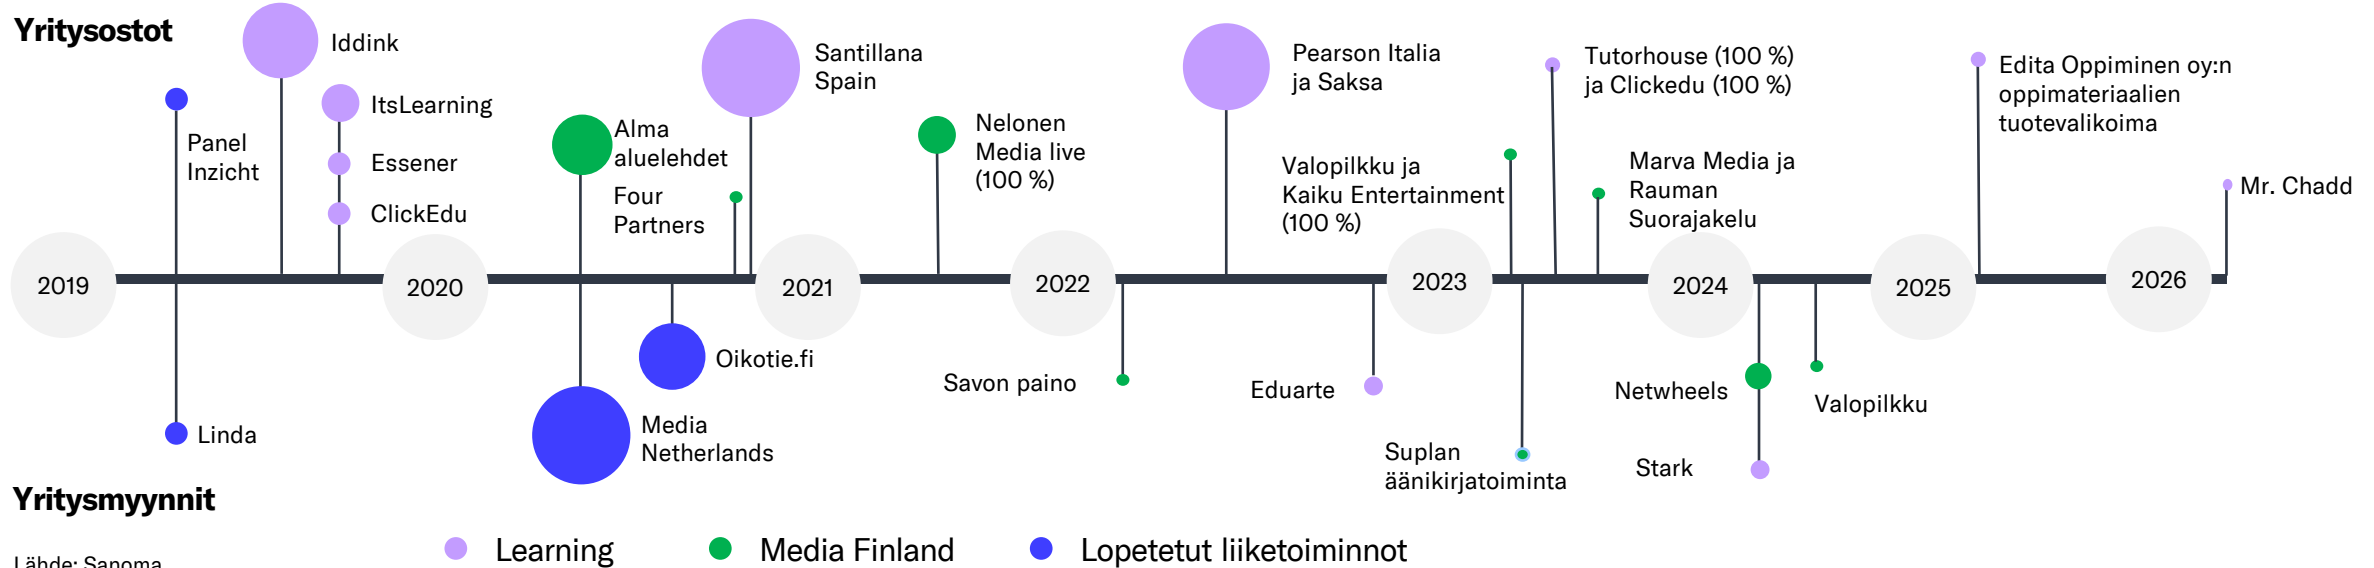 Yritysostot
Iddink
Santillana
Spain
Pearson Italia
ja Saksa
Tutorhouse (100 %)
ja Clickedu (100 %)
Edita Oppiminen oy:n
oppimateriaalien
tuotevalikoima
ItsLearning
Panel
Inzicht
Essener
ClickEdu
Alma
aluelehdet
Four
Partners
Nelonen
Media live
(100 %)
Valopilkku ja
Kaiku Entertainment
(100 %)
Marva Media ja
Rauman
Suorajakelu
Mr. Chadd
2019
2020
2021
2022
2023
2024
2025
2026
Oikotie.fi
Savon paino
Eduarte
Netwheels
Valopilkku
Linda
Media
Netherlands
Suplan
äänikirjatoiminta
Stark
Yritysmyynnit
Learning
Media Finland
Lopetetut liiketoiminnot
Lähde: Sanoma